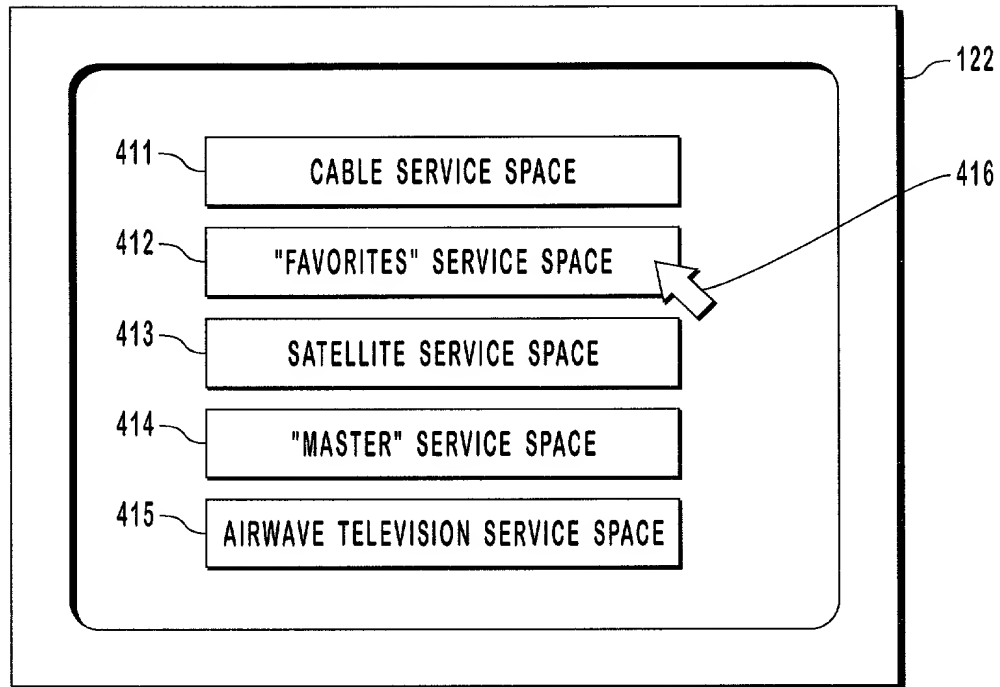 122
411
CABLE SERVICE SPACE
416
412
"FAVORITES" SERVICE SPACE
413
SATELLITE SERVICE SPACE
414
"MASTER" SERVICE SPACE
415
AIRWAVE TELEVISION SERVICE SPACE